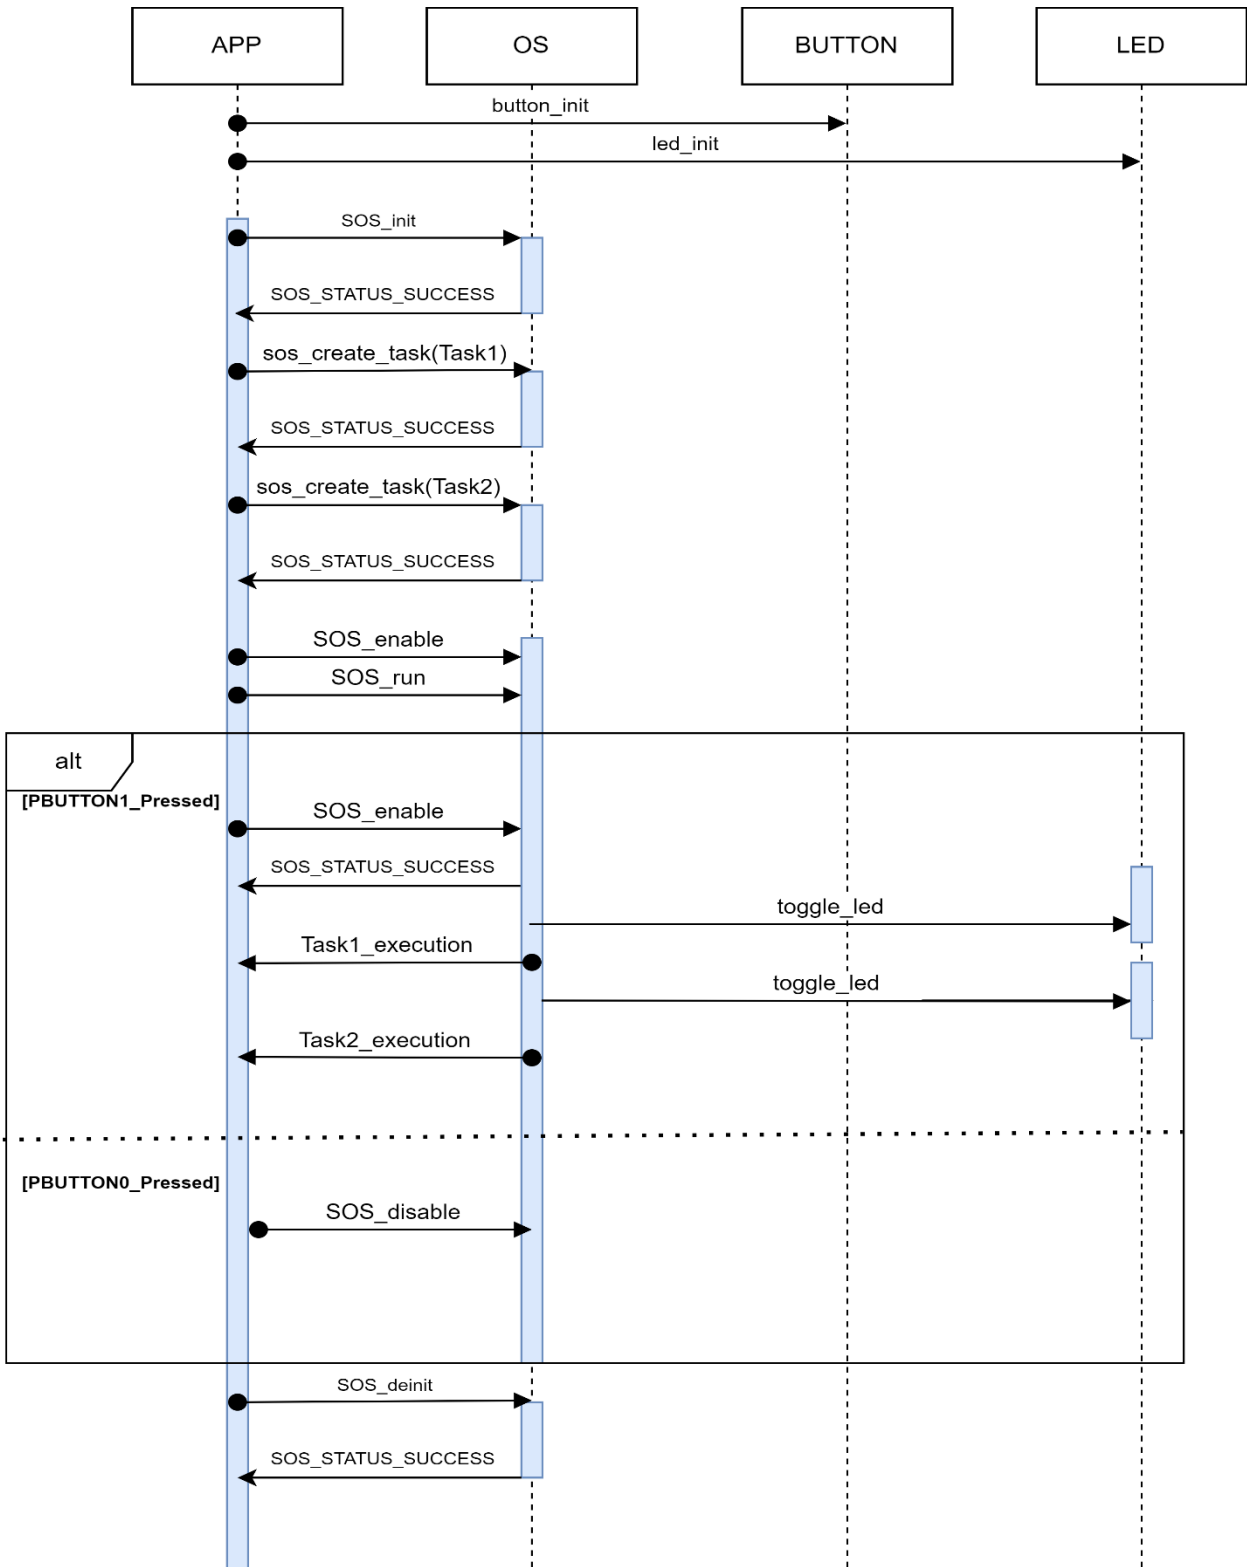 APP
OS
BUTTON
LED
button_init
led_init
SOS_init
SOS_STATUS_SUCCESS
sos_create_task(Task1)
SOS_STATUS_SUCCESS
sos_create_task(Task2)
SOS_STATUS_SUCCESS
SOS_enable
SOS_run
alt
[PBUTTON1_Pressed]
SOS_enable
SOS_STATUS_SUCCESS
toggle_led
Task1_execution
toggle_led
Task2_execution
[PBUTTON0_Pressed]
SOS_disable
SOS_deinit
SOS_STATUS_SUCCESS